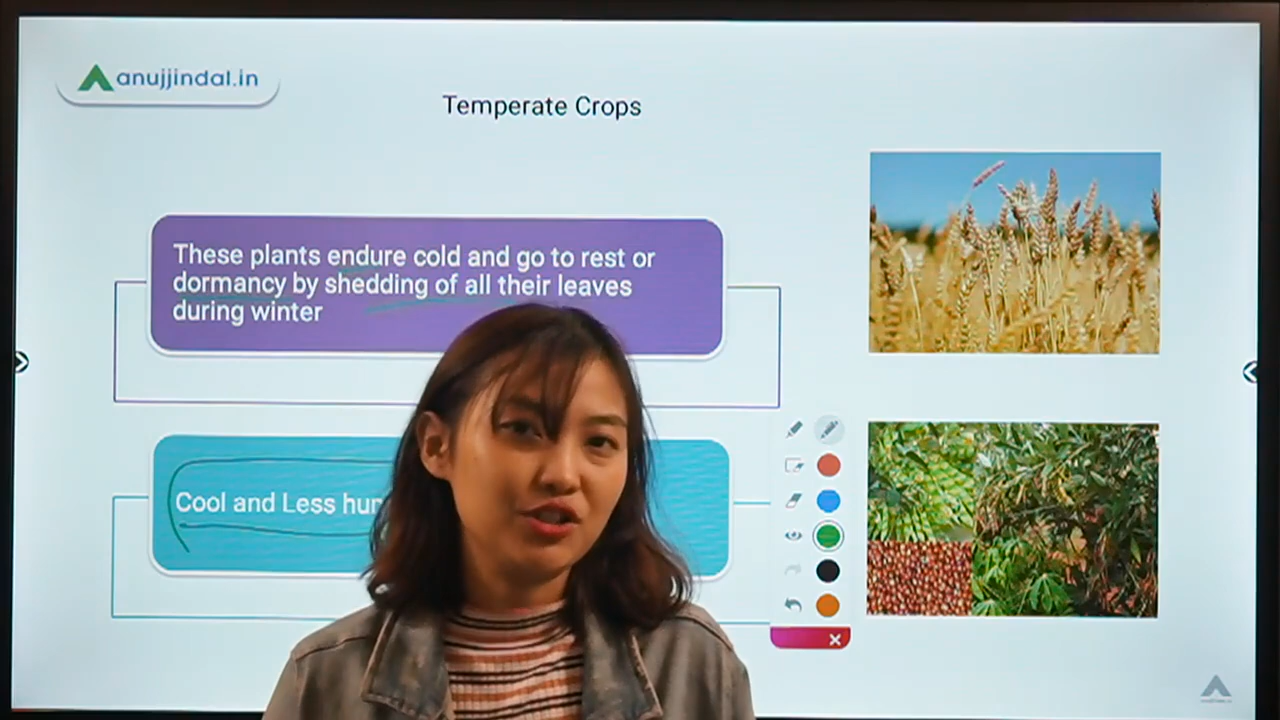 anujjindal.in
Temperate Crops
These plants endure cold and go to rest or
dormancy by shedding of all their leaves
during winter
Cool and Less